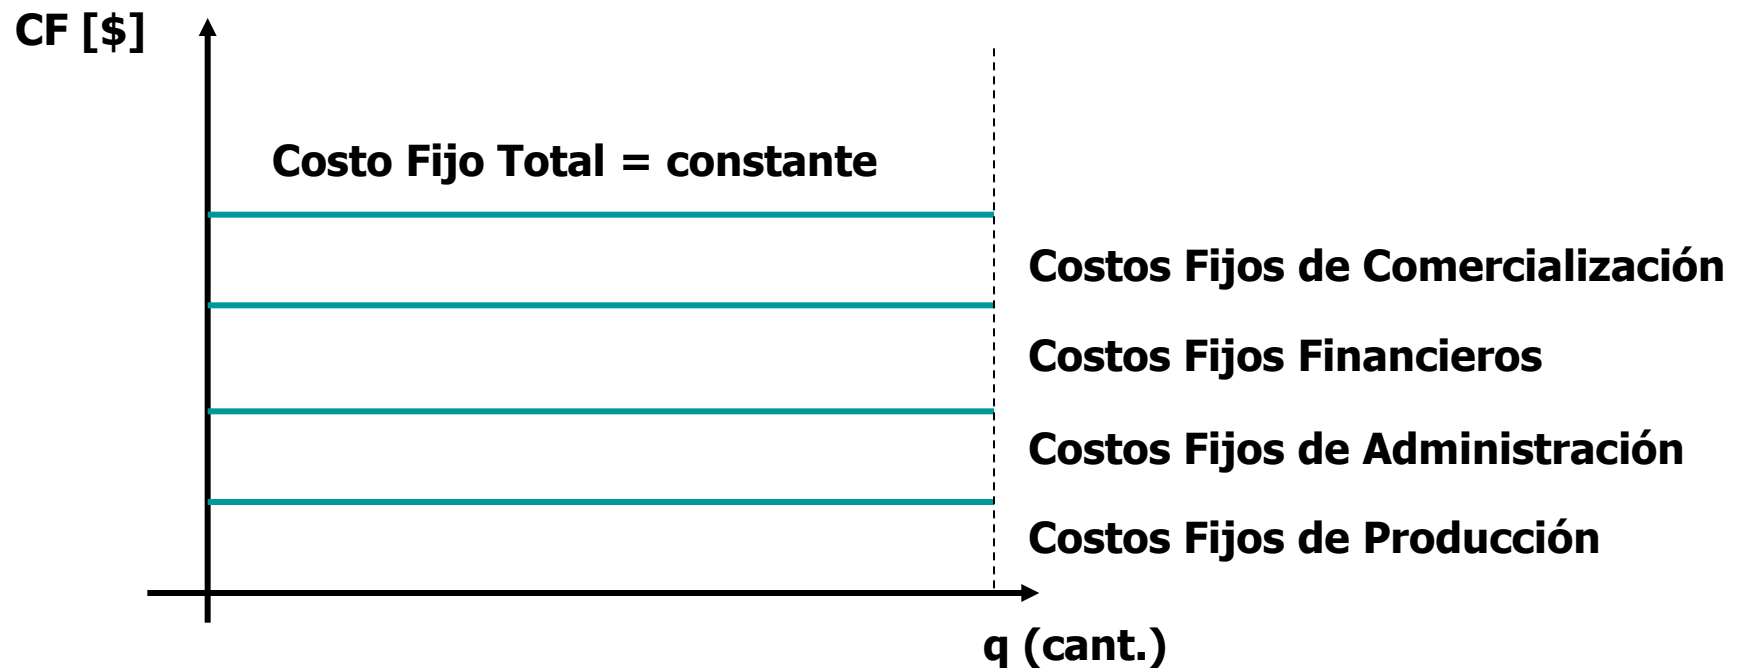 CF [$]
Costo Fijo Total = constante
Costos Fijos de Comercialización
Costos Fijos Financieros
Costos Fijos de Administración
Costos Fijos de Producción
q (cant.)